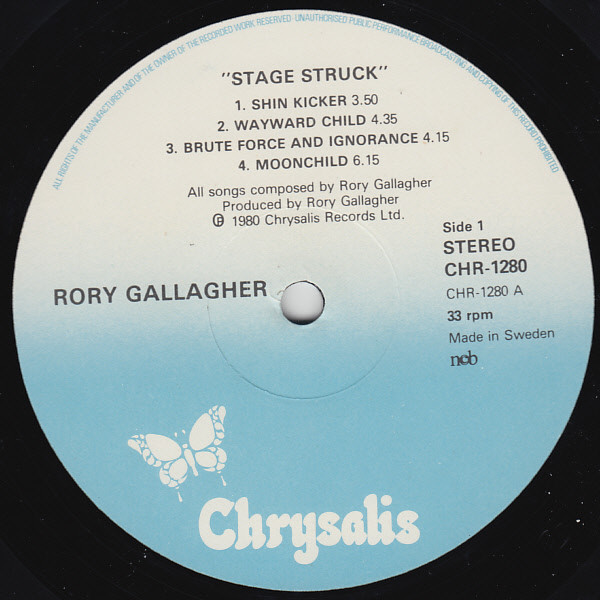 ALL RIGHTS OF THE MANUFACTURER AND OF THE OWNER OF THE RECORDED WORK RESERVED UNAUTHORISED PUBLIC PERFORMANCE BROADCASTING AND COPYING OF THIS RECORD PROHIBITED
"STAGE STRUCK"
1. SHIN KICKER 3.50
2. WAYWARD CHILD 4.35
3. BRUTE FORCE AND IGNORANCE 4.15
4. MOONCHILD 6.15
All songs composed by Rory Gallagher
Produced by Rory Gallagher
℗ 1980 Chrysalis Records Ltd.
Side 1
STEREO
CHR-1280
RORY GALLAGHER
CHR-1280 A
33 rpm
Made in Sweden
ncb
Chrysalis